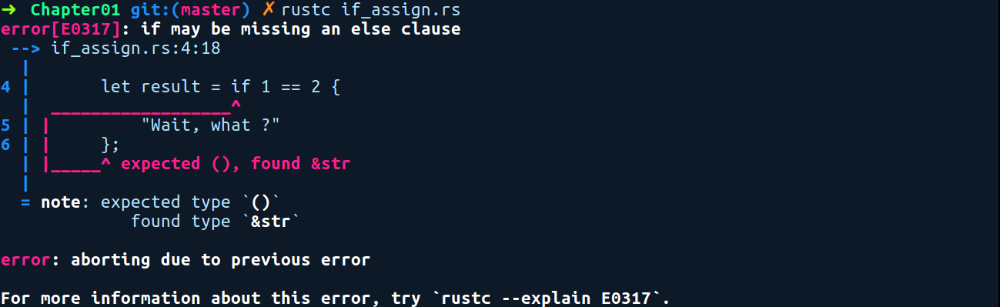 ➜ Chapter01 git:(master) ✗ rustc if_assign.rs
error[E0317]: if may be missing an else clause
 --> if_assign.rs:4:18
  |
4 |       let result = if 1 == 2 {
  |  __________________^
5 | |         "Wait, what ?"
6 | |     };
  | |_____^ expected (), found &str
  |
  = note: expected type `()`
             found type `&str`
error: aborting due to previous error
For more information about this error, try `rustc --explain E0317`.